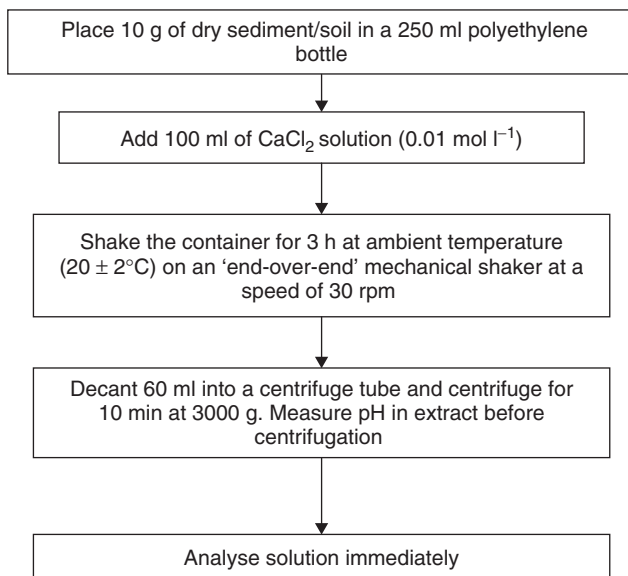 Place 10 g of dry sediment/soil in a 250 ml polyethylene
bottle
Add 100 ml of CaCl₂ solution (0.01 mol l⁻¹)
Shake the container for 3 h at ambient temperature
(20 ± 2°C) on an ‘end-over-end’ mechanical shaker at a
speed of 30 rpm
Decant 60 ml into a centrifuge tube and centrifuge for
10 min at 3000 g. Measure pH in extract before
centrifugation
Analyse solution immediately